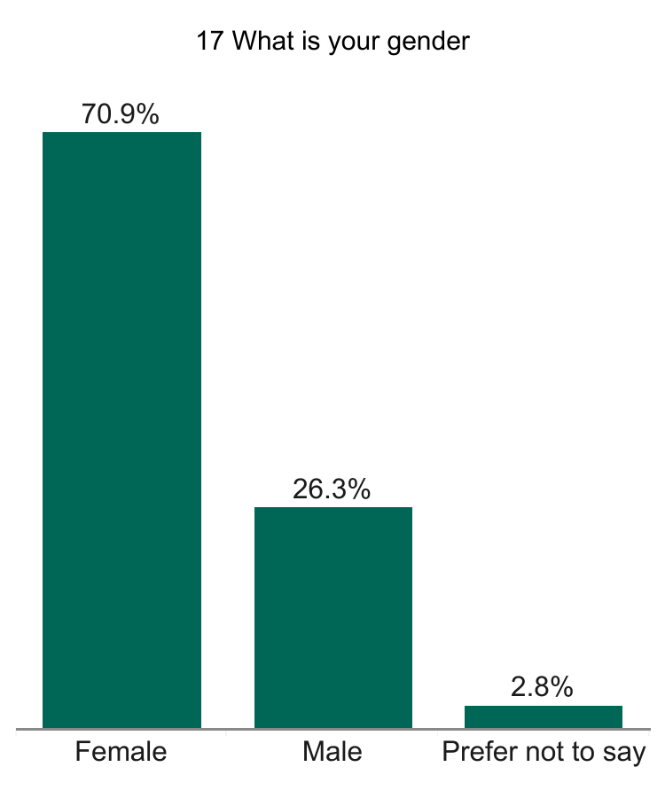 17 What is your gender
70.9%
26.3%
2.8%
Female Male Prefer not to say